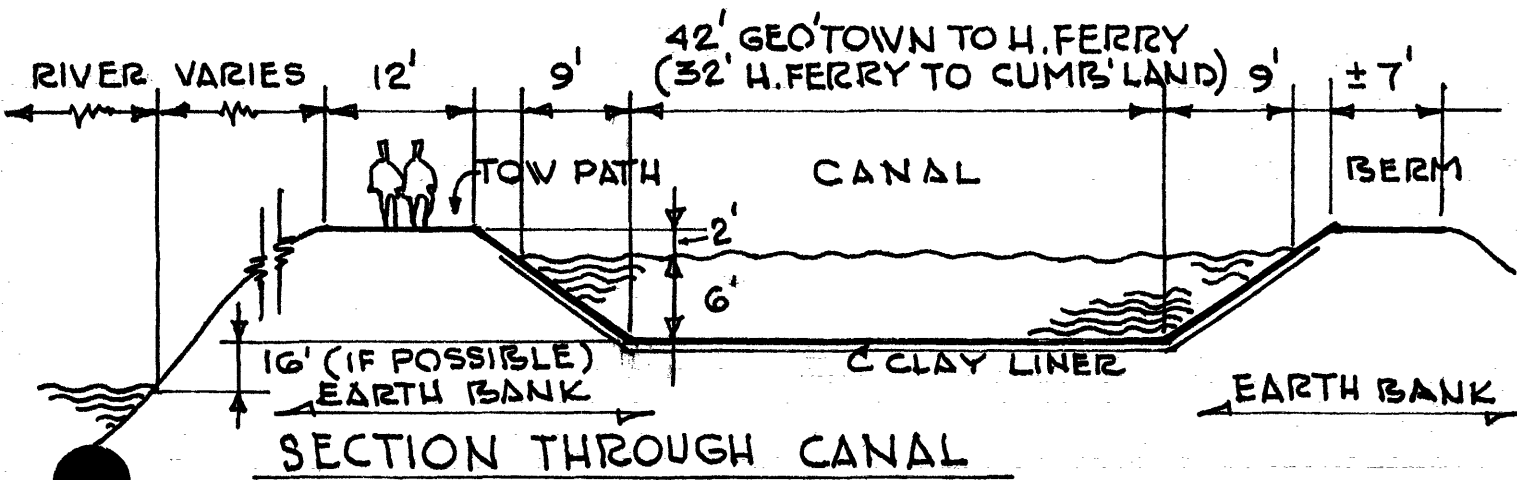 42' GEO'TOWN TO H.FERRY
RIVER VARIES 12' 9' (32' H.FERRY TO CUMB'LAND) 9' ± 7'
TOW PATH CANAL BERM
2'
6'
16' (IF POSSIBLE) C CLAY LINER
EARTH BANK EARTH BANK
SECTION THROUGH CANAL